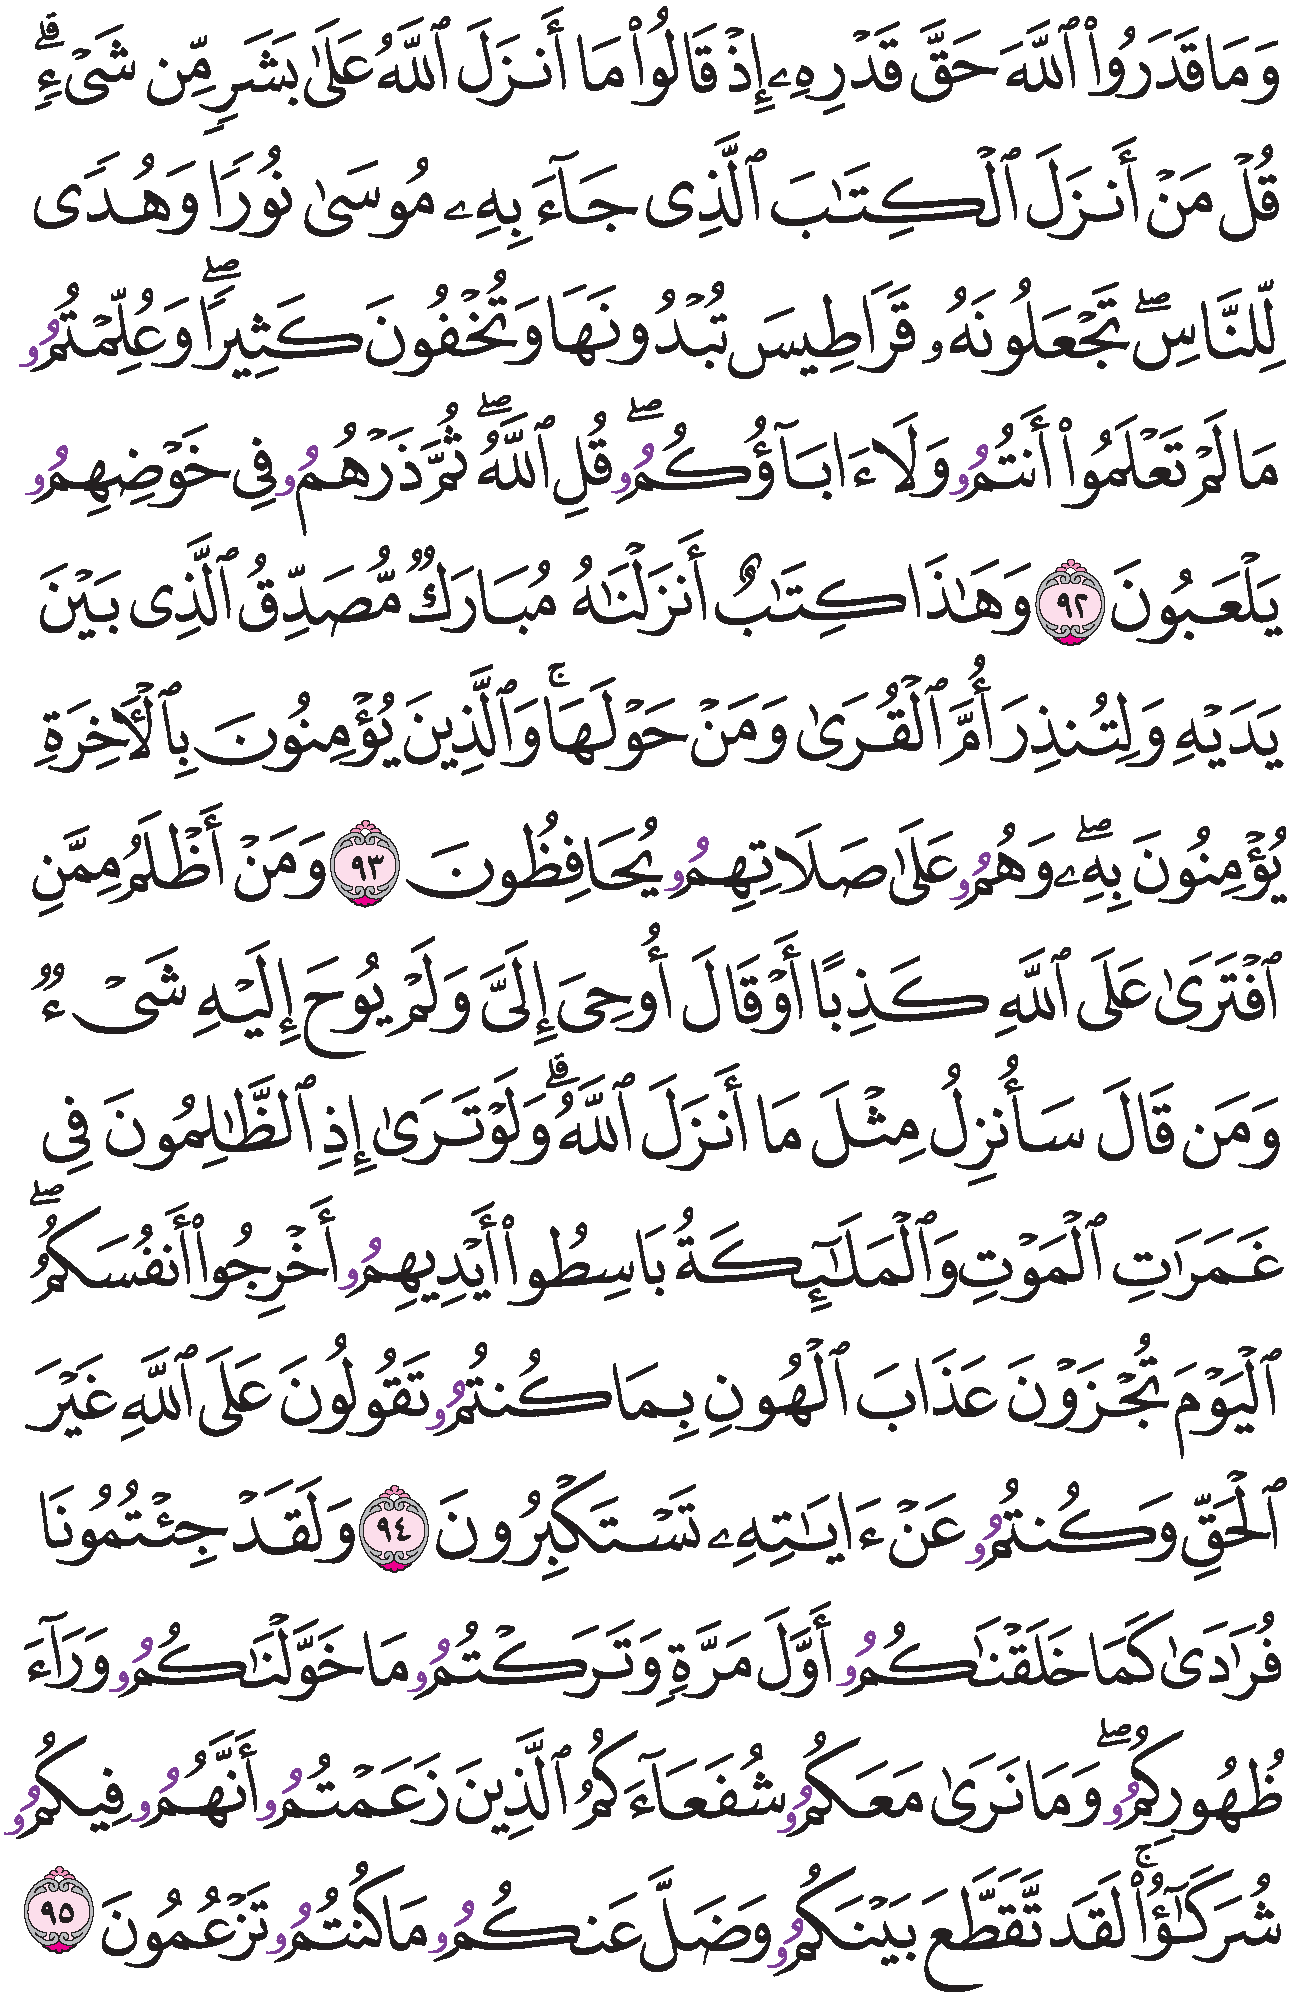 وَمَا قَدَرُواْ ٱللَّهَ حَقَّ قَدْرِهِۦ إِذْ قَالُواْ مَا أَنزَلَ ٱللَّهُ عَلَىٰ بَشَرٍ مِّن شَيْءٍ ۗ
قُلْ مَنْ أَنزَلَ ٱلْكِتَـٰبَ ٱلَّذِى جَآءَ بِهِۦ مُوسَىٰ نُورًا وَهُدًى
لِّلنَّاسِ ۖ تَجْعَلُونَهُۥ قَرَاطِيسَ تُبْدُونَهَا وَتُخْفُونَ كَثِيرًا ۖ وَعُلِّمْتُمُۥ
مَا لَمْ تَعْلَمُواْ أَنتُمُۥ وَلَا ءَابَآؤُكُمُۥ ۖ قُلِ ٱللَّهُ ۖ ثُمَّ ذَرْهُمُۥ فِى خَوْضِهِمُۥ
يَلْعَبُونَ ٩٢ وَهَـٰذَا كِتَـٰبٌ أَنزَلْنَـٰهُ مُبَارَكٌ مُّصَدِّقُ ٱلَّذِى بَيْنَ
يَدَيْهِ وَلِتُنذِرَ أُمَّ ٱلْقُرَىٰ وَمَنْ حَوْلَهَا ۚ وَٱلَّذِينَ يُؤْمِنُونَ بِٱلْأَخِرَةِ
يُؤْمِنُونَ بِهِۦ ۖ وَهُمُۥ عَلَىٰ صَلَاتِهِمُۥ يُحَافِظُونَ ٩٣ وَمَنْ أَظْلَمُ مِمَّنِ
ٱفْتَرَىٰ عَلَى ٱللَّهِ كَذِبًا أَوْ قَالَ أُوحِىَ إِلَىَّ وَلَمْ يُوحَ إِلَيْهِ شَىْءٌ
وَمَن قَالَ سَأُنزِلُ مِثْلَ مَا أَنزَلَ ٱللَّهُ ۗ وَلَوْ تَرَىٰ إِذِ ٱلظَّـٰلِمُونَ فِى
غَمَرَٰتِ ٱلْمَوْتِ وَٱلْمَلَـٰٓئِكَةُ بَاسِطُواْ أَيْدِيهِمُۥ أَخْرِجُواْ أَنفُسَكُمُ ۖ
ٱلْيَوْمَ تُجْزَوْنَ عَذَابَ ٱلْهُونِ بِمَا كُنتُمُۥ تَقُولُونَ عَلَى ٱللَّهِ غَيْرَ
ٱلْحَقِّ وَكُنتُمُۥ عَنْ ءَايَـٰتِهِۦ تَسْتَكْبِرُونَ ٩٤ وَلَقَدْ جِئْتُمُونَا
فُرَٰدَىٰ كَمَا خَلَقْنَـٰكُمُۥ أَوَّلَ مَرَّةٍ وَتَرَكْتُمُۥ مَا خَوَّلْنَـٰكُمُۥ وَرَآءَ
ظُهُورِكُمُۥ ۖ وَمَا نَرَىٰ مَعَكُمُۥ شُفَعَآءَكُمُ ٱلَّذِينَ زَعَمْتُمُۥ أَنَّهُمُۥ فِيكُمُۥ
شُرَكَـٰٓؤُاْ ۚ لَقَد تَّقَطَّعَ بَيْنَكُمُۥ وَضَلَّ عَنكُمُۥ مَا كُنتُمُۥ تَزْعُمُونَ ٩٥